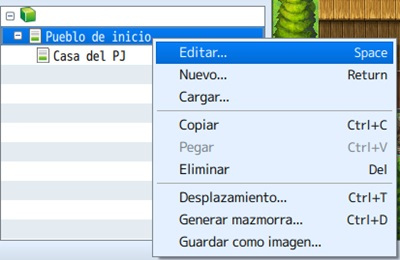 Pueblo de inicio
Casa del PJ
Editar... Space
Nuevo... Return
Cargar...
Copiar Ctrl+C
Pegar Ctrl+V
Eliminar Del
Desplazamiento... Ctrl+T
Generar mazmorra... Ctrl+D
Guardar como imagen...